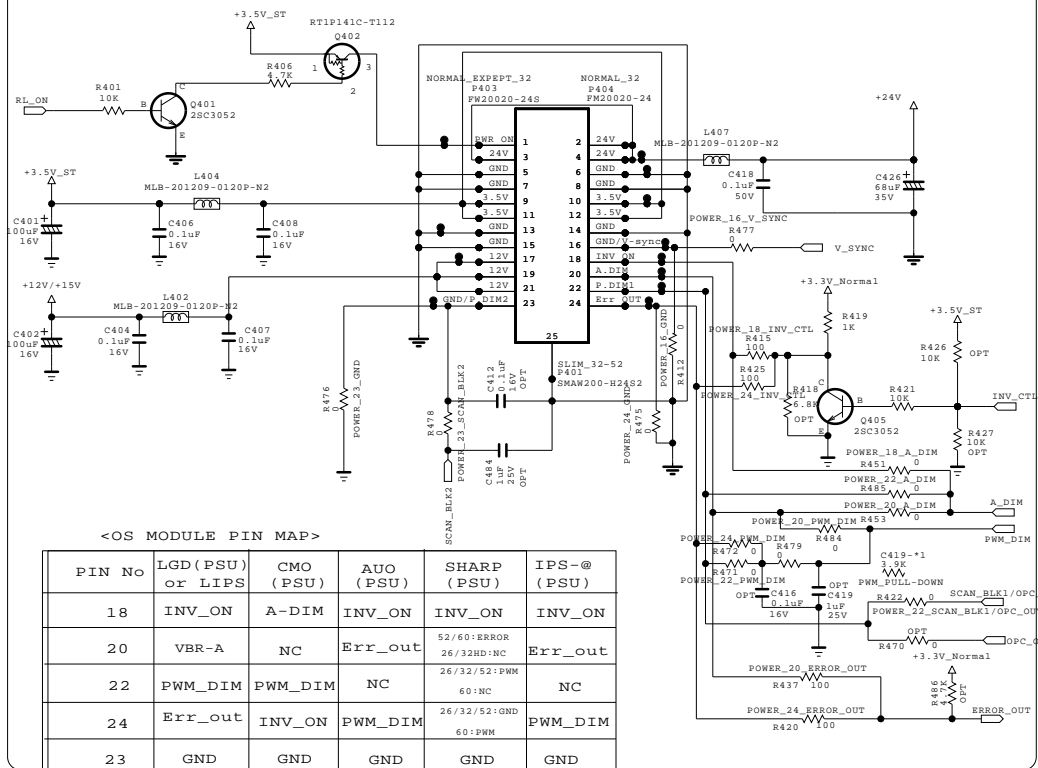 +3.5V_ST
RT1P141C-T112
Q402
R406
4.7K
1
3
2
R401
10K
RL_ON
B
C
E
Q401
2SC3052
+3.5V_ST
L404
MLB-201209-0120P-N2
C401
100uF
16V
C406
0.1uF
16V
C408
0.1uF
16V
+12V/+15V
L402
MLB-201209-0120P-N2
C402
100uF
16V
C404
0.1uF
16V
C407
0.1uF
16V
NORMAL_EXPEPT_32
P403
FW20020-24S
NORMAL_32
P404
FM20020-24
PWR ON 1 2 24V
24V 3 4 24V
GND 5 6 GND
GND 7 8 GND
3.5V 9 10 3.5V
3.5V 11 12 3.5V
GND 13 14 GND
GND 15 16 GND/V-sync
12V 17 18 INV ON
12V 19 20 A.DIM
12V 21 22 P.DIM1
GND/P.DIM2 23 24 Err OUT
25
SLIM_32-52
P401
SMAW200-H24S2
L407
MLB-201209-0120P-N2
+24V
C418
0.1uF
50V
C426
68uF
35V
POWER_16_V_SYNC
R477
0
V_SYNC
R476
0
POWER_23_GND
R478
0
POWER_23_SCAN_BLK2
SCAN_BLK2
C412
0.1uF
16V
OPT
C484
1uF
25V
OPT
POWER_24_GND
R475
0
POWER_16_GND
R412
0
+3.3V_Normal
R419
1K
POWER_18_INV_CTL
R415
100
R425
100
POWER_24_INV_CTL
R418
6.8K
OPT
C
B
E
Q405
2SC3052
R421
10K
+3.5V_ST
R426
10K
OPT
INV_CTL
R427
10K
OPT
POWER_18_A_DIM
R451 0
POWER_22_A_DIM
R485 0
POWER_20_A_DIM
R453 0
A_DIM
POWER_20_PWM_DIM
R484
0
PWM_DIM
POWER_24_PWM_DIM
R472 0
R479
0
R471 0
POWER_22_PWM_DIM
OPT
C416
0.1uF
16V
OPT
C419
1uF
25V
C419-*1
3.9K
PWM_PULL-DOWN
R422 0
SCAN_BLK1/OPC_
POWER_22_SCAN_BLK1/OPC_OU
OPT
R470 0
OPC_O
+3.3V_Normal
R486
4.7K
OPT
POWER_20_ERROR_OUT
R437 100
POWER_24_ERROR_OUT
R420 100
ERROR_OUT
<OS MODULE PIN MAP>
PIN No LGD(PSU) or LIPS CMO (PSU) AUO (PSU) SHARP (PSU) IPS-@ (PSU)
18 INV_ON A-DIM INV_ON INV_ON INV_ON
20 VBR-A NC Err_out 52/60:ERROR 26/32HD:NC Err_out
22 PWM_DIM PWM_DIM NC 26/32/52:PWM 60:NC NC
24 Err_out INV_ON PWM_DIM 26/32/52:GND 60:PWM PWM_DIM
23 GND GND GND GND GND